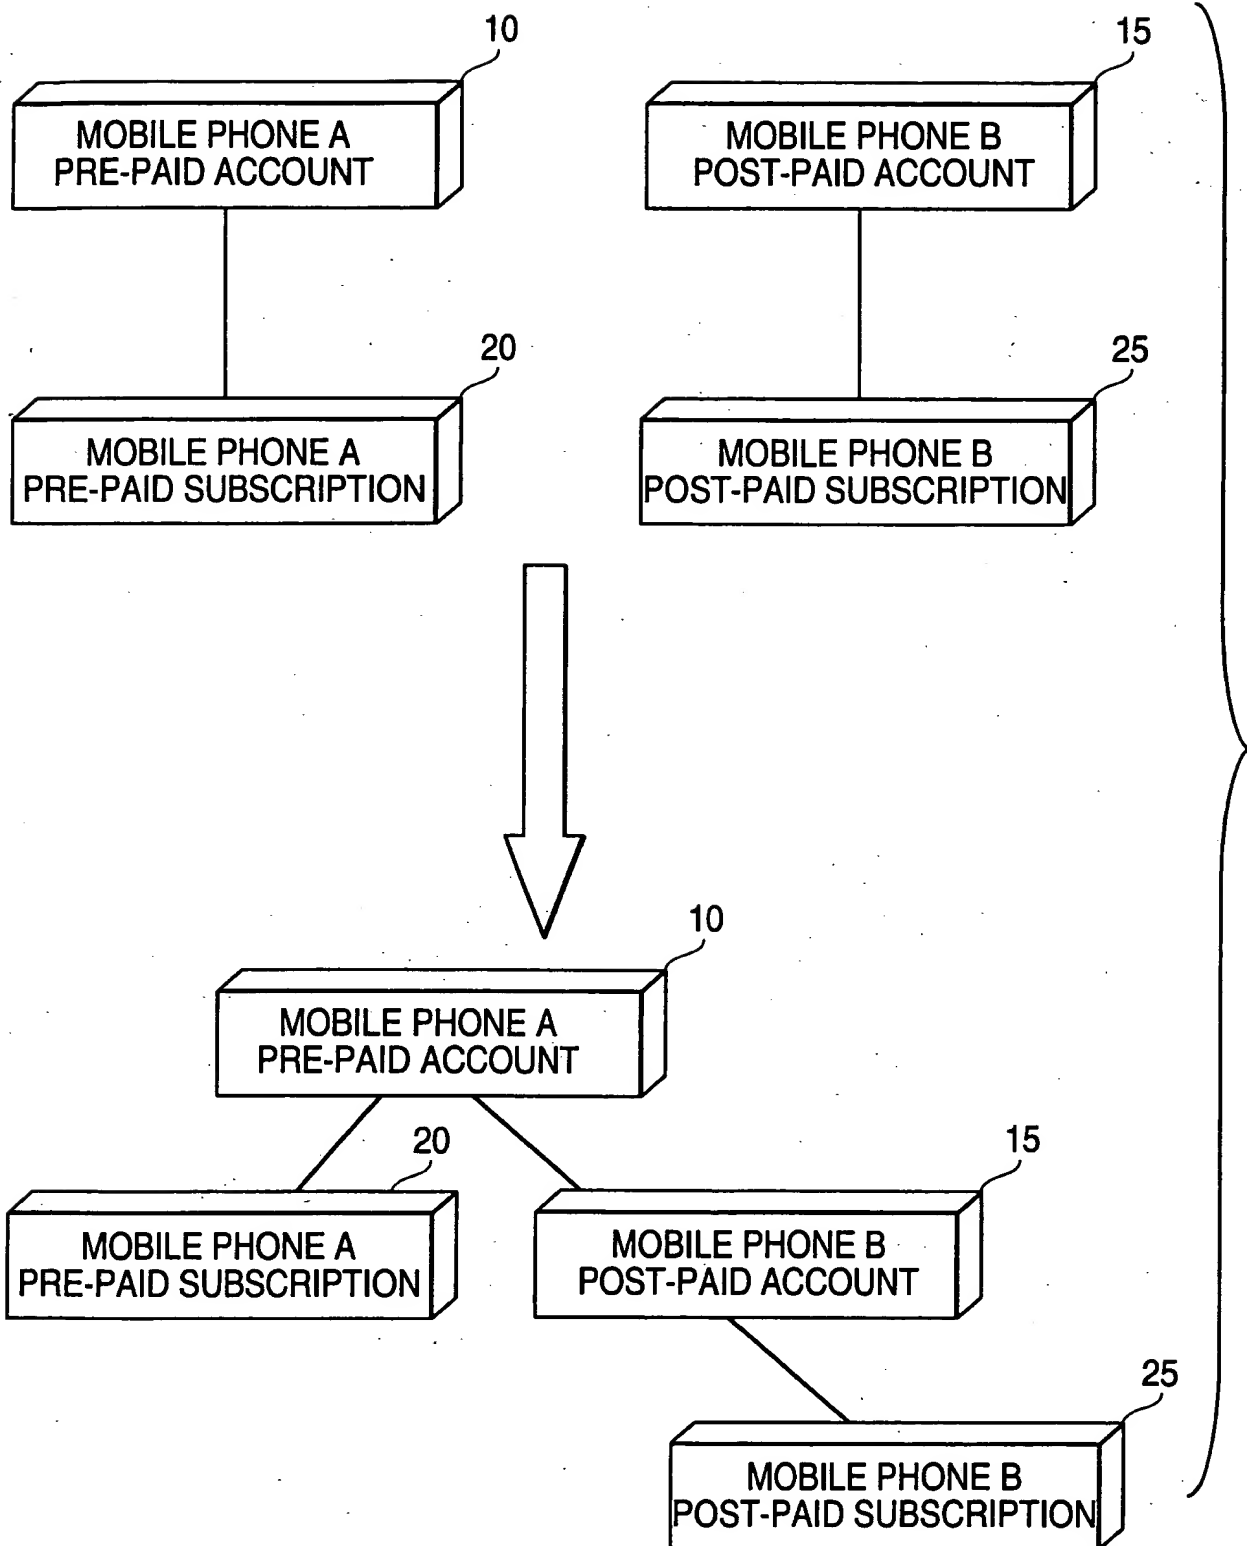 10
15
MOBILE PHONE A
PRE-PAID ACCOUNT
MOBILE PHONE B
POST-PAID ACCOUNT
20
25
MOBILE PHONE A
PRE-PAID SUBSCRIPTION
MOBILE PHONE B
POST-PAID SUBSCRIPTION
10
MOBILE PHONE A
PRE-PAID ACCOUNT
20
15
MOBILE PHONE A
PRE-PAID SUBSCRIPTION
MOBILE PHONE B
POST-PAID ACCOUNT
25
MOBILE PHONE B
POST-PAID SUBSCRIPTION